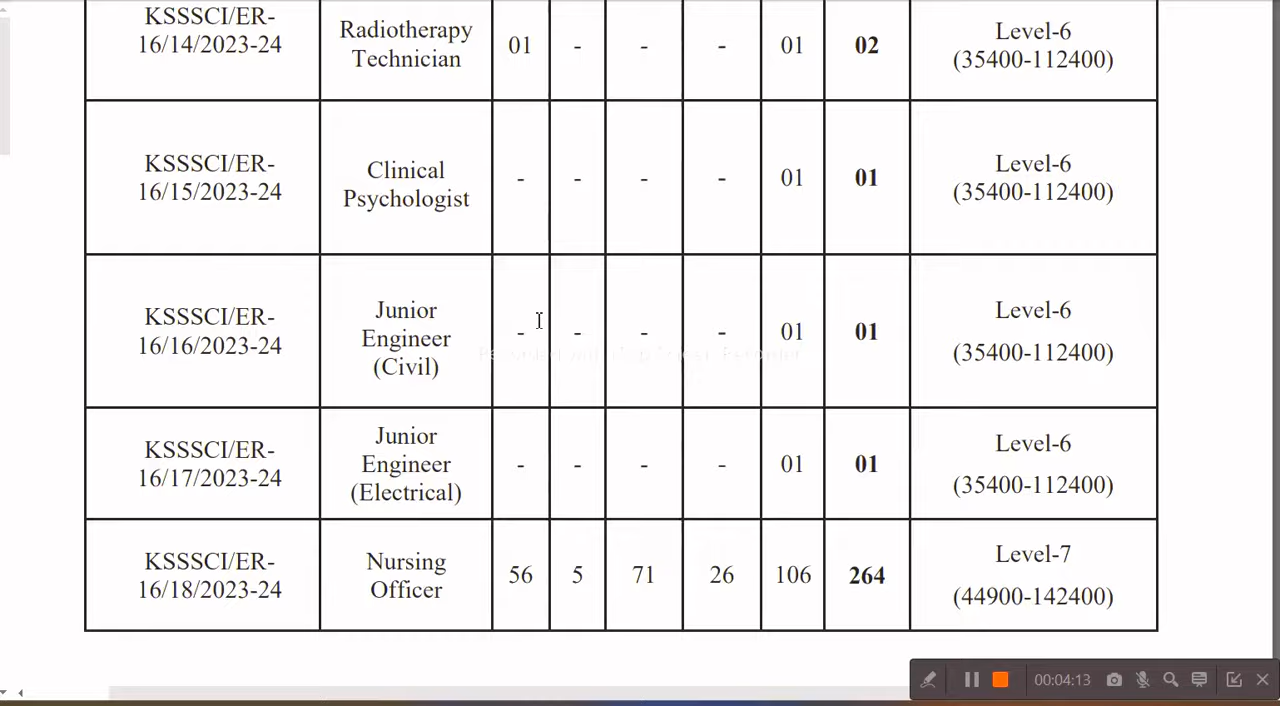 KSSSCI/ER-
16/14/2023-24
Radiotherapy
Technician
01 - - - 01 02
Level-6
(35400-112400)
KSSSCI/ER-
16/15/2023-24
Clinical
Psychologist
- - - - 01 01
Level-6
(35400-112400)
KSSSCI/ER-
16/16/2023-24
Junior
Engineer
(Civil)
- - - - 01 01
Level-6
(35400-112400)
KSSSCI/ER-
16/17/2023-24
Junior
Engineer
(Electrical)
- - - - 01 01
Level-6
(35400-112400)
KSSSCI/ER-
16/18/2023-24
Nursing
Officer
56 5 71 26 106 264
Level-7
(44900-142400)
00:04:13